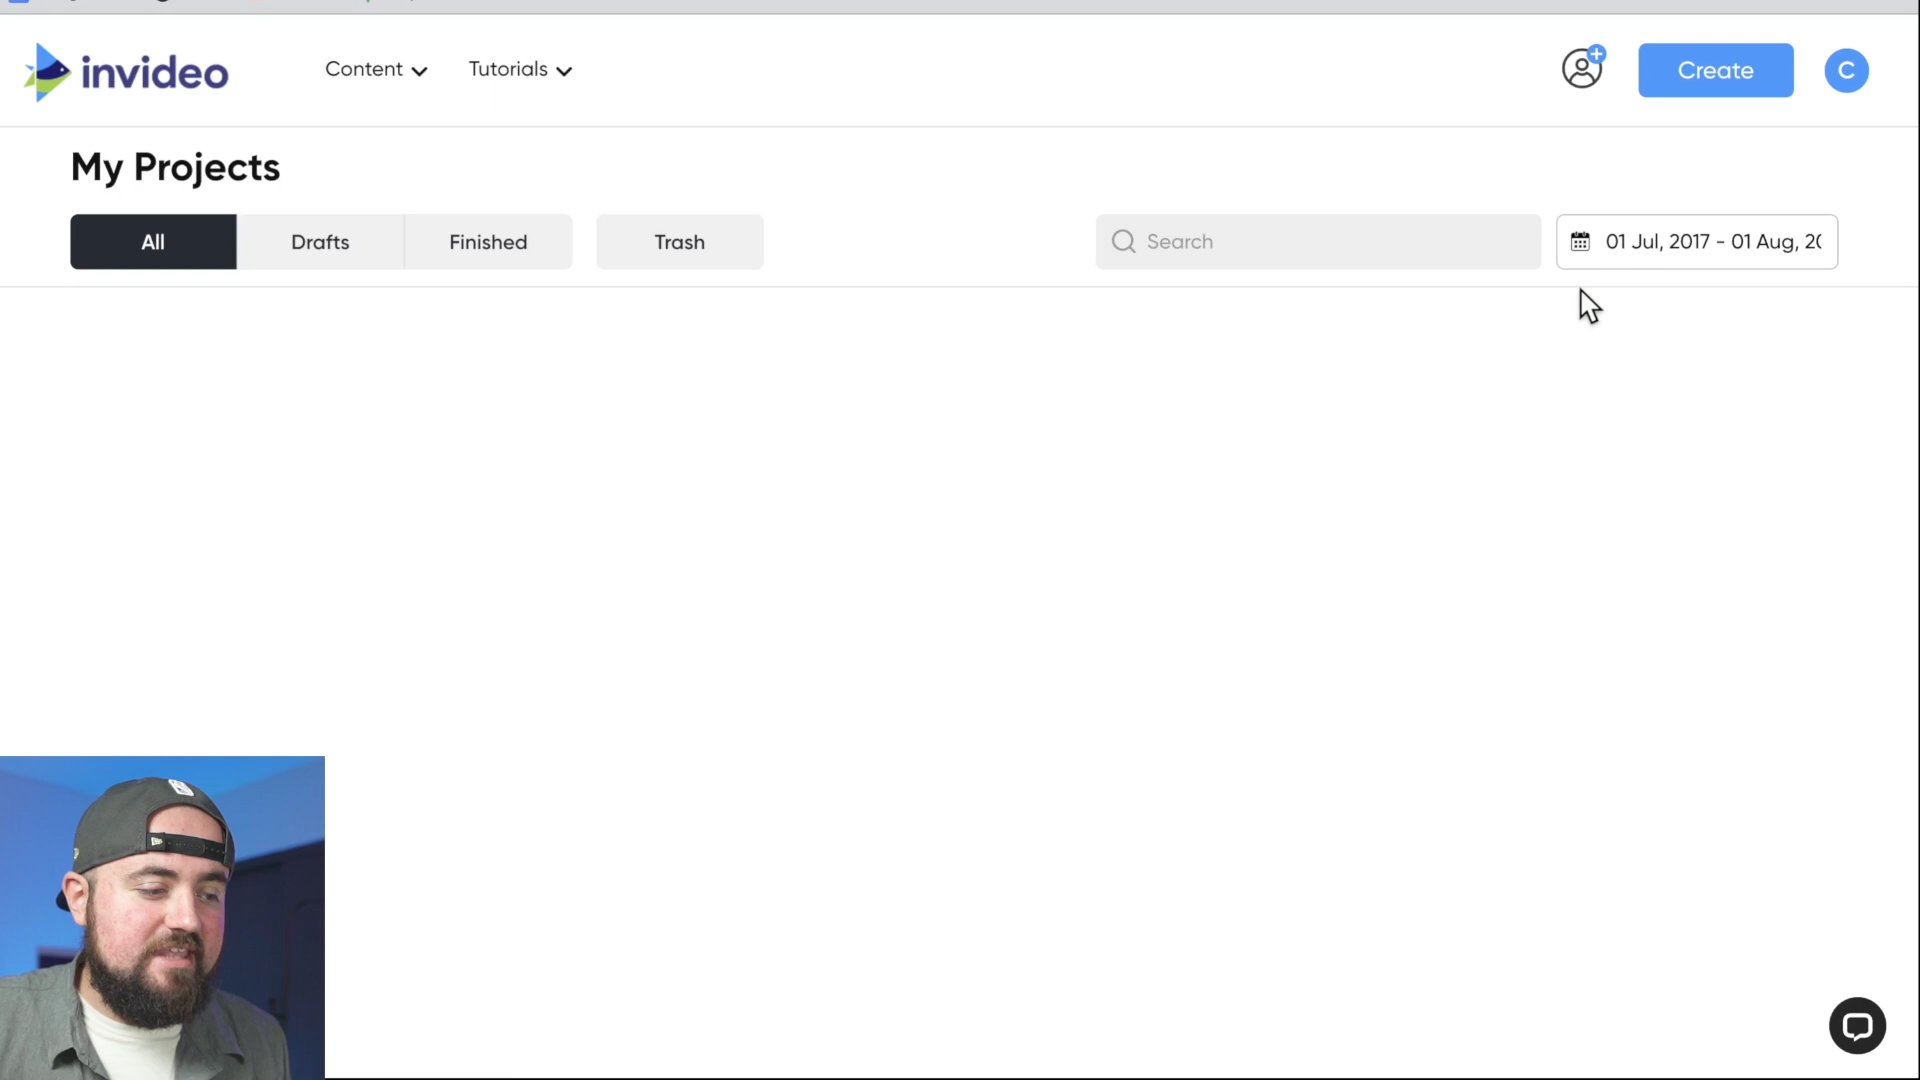 invideo
Content
Tutorials
Create
C
My Projects
All
Drafts
Finished
Trash
Search
01 Jul, 2017 - 01 Aug, 20